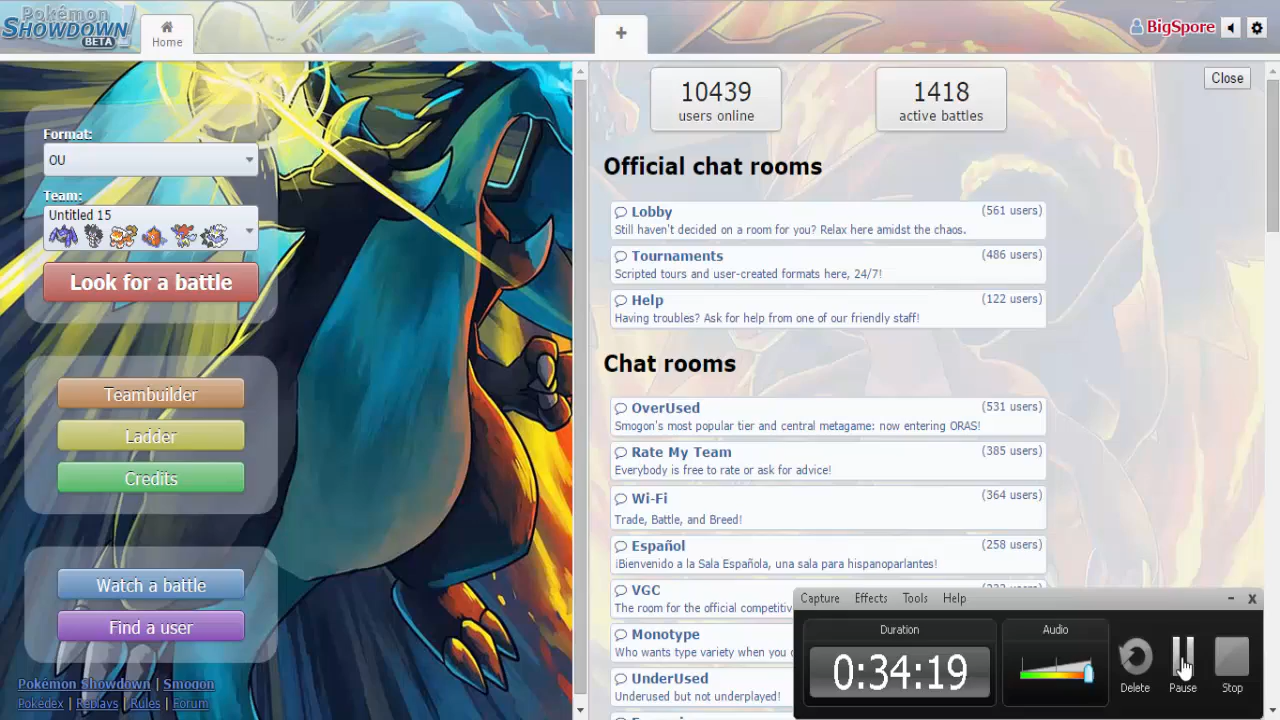 Pokémon
SHOWDOWN
BETA
Home
+
BigSpore
Format:
OU
Team:
Untitled 15
Look for a battle
Teambuilder
Ladder
Credits
Watch a battle
Find a user
Pokémon Showdown | Smogon
Pokédex | Replays | Rules | Forum
10439
users online
1418
active battles
Close
Official chat rooms
Lobby (561 users)
Still haven't decided on a room for you? Relax here amidst the chaos.
Tournaments (486 users)
Scripted tours and user-created formats here, 24/7!
Help (122 users)
Having troubles? Ask for help from one of our friendly staff!
Chat rooms
OverUsed (531 users)
Smogon's most popular tier and central metagame: now entering ORAS!
Rate My Team (385 users)
Everybody is free to rate or ask for advice!
Wi-Fi (364 users)
Trade, Battle, and Breed!
Español (258 users)
¡Bienvenido a la Sala Española, una sala para hispanoparlantes!
VGC
The room for the official competitiv
Monotype
Who wants type variety when you c
UnderUsed
Underused but not underplayed!
Capture Effects Tools Help
Duration
0:34:19
Audio
Delete
Pause
Stop